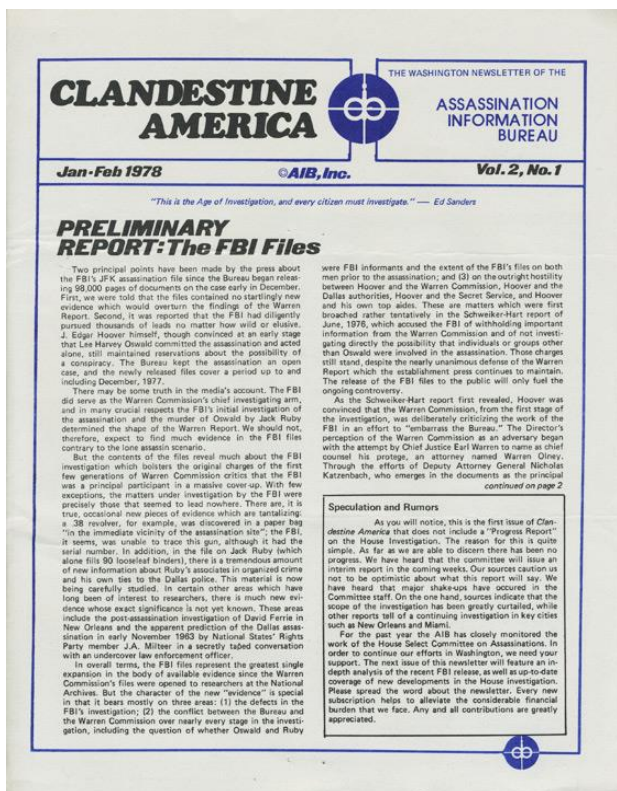 CLANDESTINE
AMERICA
THE WASHINGTON NEWSLETTER OF THE
ASSASSINATION
INFORMATION
BUREAU
Jan-Feb 1978
©AIB, Inc.
Vol. 2, No. 1
"This is the Age of Investigation, and every citizen must investigate." — Ed Sanders
PRELIMINARY
REPORT: The FBI Files
Two principal points have been made by the press about
the FBI's JFK assassination file since the Bureau began releas-
ing 98,000 pages of documents on the case early in December.
First, we were told that the files contained no startlingly new
evidence which would overturn the findings of the Warren
Report. Second, it was reported that the FBI had diligently
pursued thousands of leads no matter how wild or elusive.
J. Edgar Hoover himself, though convinced at an early stage
that Lee Harvey Oswald committed the assassination and acted
alone, still maintained reservations about the possibility of
a conspiracy. The Bureau kept the assassination an open
case, and the newly released files cover a period up to and
including December, 1977.
There may be some truth in the media's account. The FBI
did serve as the Warren Commission's chief investigating arm,
and in many crucial respects the FBI's initial investigation of
the assassination and the murder of Oswald by Jack Ruby
determined the shape of the Warren Report. We should not,
therefore, expect to find much evidence in the FBI files
contrary to the lone assassin scenario.
But the contents of the files reveal much about the FBI
investigation which bolsters the original charges of the first
few generations of Warren Commission critics that the FBI
was a principal participant in a massive cover-up. With few
exceptions, the matters under investigation by the FBI were
precisely those that seemed to lead nowhere. There are, it is
true, occasional new pieces of evidence which are tantalizing:
a .38 revolver, for example, was discovered in a paper bag
"in the immediate vicinity of the assassination site"; the FBI,
it seems, was unable to trace this gun, although it had the
serial number. In addition, in the file on Jack Ruby (which
alone fills 90 looseleaf binders), there is a tremendous amount
of new information about Ruby's associates in organized crime
and his own ties to the Dallas police. This material is now
being carefully studied. In certain other areas which have
long been of interest to researchers, there is much new evi-
dence whose exact significance is not yet known. These areas
include the post-assassination investigation of David Ferrie in
New Orleans and the apparent prediction of the Dallas assas-
sination in early November 1963 by National States' Rights
Party member J.A. Milteer in a secretly taped conversation
with an undercover law enforcement officer.
In overall terms, the FBI files represent the greatest single
expansion in the body of available evidence since the Warren
Commission's files were opened to researchers at the National
Archives. But the character of the new "evidence" is special
in that it bears mostly on three areas: (1) the defects in the
FBI's investigation; (2) the conflict between the Bureau and
the Warren Commission over nearly every stage in the investi-
gation, including the question of whether Oswald and Ruby
were FBI informants and the extent of the FBI's files on both
men prior to the assassination; and (3) on the outright hostility
between Hoover and the Warren Commission, Hoover and the
Dallas authorities, Hoover and the Secret Service, and Hoover
and his own top aides. These are matters which were first
broached rather tentatively in the Schweiker-Hart report of
June, 1976, which accused the FBI of withholding important
information from the Warren Commission and of not investi-
gating directly the possibility that individuals or groups other
than Oswald were involved in the assassination. Those charges
still stand, despite the nearly unanimous defense of the Warren
Report which the establishment press continues to maintain.
The release of the FBI files to the public will only fuel the
ongoing controversy.
As the Schweiker-Hart report first revealed, Hoover was
convinced that the Warren Commission, from the first stage of
the investigation, was deliberately criticizing the work of the
FBI in an effort to "embarrass the Bureau." The Director's
perception of the Warren Commission as an adversary began
with the attempt by Chief Justice Earl Warren to name as chief
counsel his protege, an attorney named Warren Olney.
Through the efforts of Deputy Attorney General Nicholas
Katzenbach, who emerges in the documents as the principal
continued on page 2
Speculation and Rumors
As you will notice, this is the first issue of Clan-
destine America that does not include a "Progress Report"
on the House Investigation. The reason for this is quite
simple. As far as we are able to discern there has been no
progress. We have heard that the committee will issue an
interim report in the coming weeks. Our sources caution us
not to be optimistic about what this report will say. We
have heard that major shake-ups have occured in the
Committee staff. On the one hand, sources indicate that the
scope of the investigation has been greatly curtailed, while
other reports tell of a continuing investigation in key cities
such as New Orleans and Miami.
For the past year the AIB has closely monitored the
work of the House Select Committee on Assassinations. In
order to continue our efforts in Washington, we need your
support. The next issue of this newsletter will feature an in-
depth analysis of the recent FBI release, as well as up-to-date
coverage of new developments in the House investigation.
Please spread the word about the newsletter. Every new
subscription helps to alleviate the considerable financial
burden that we face. Any and all contributions are greatly
appreciated.